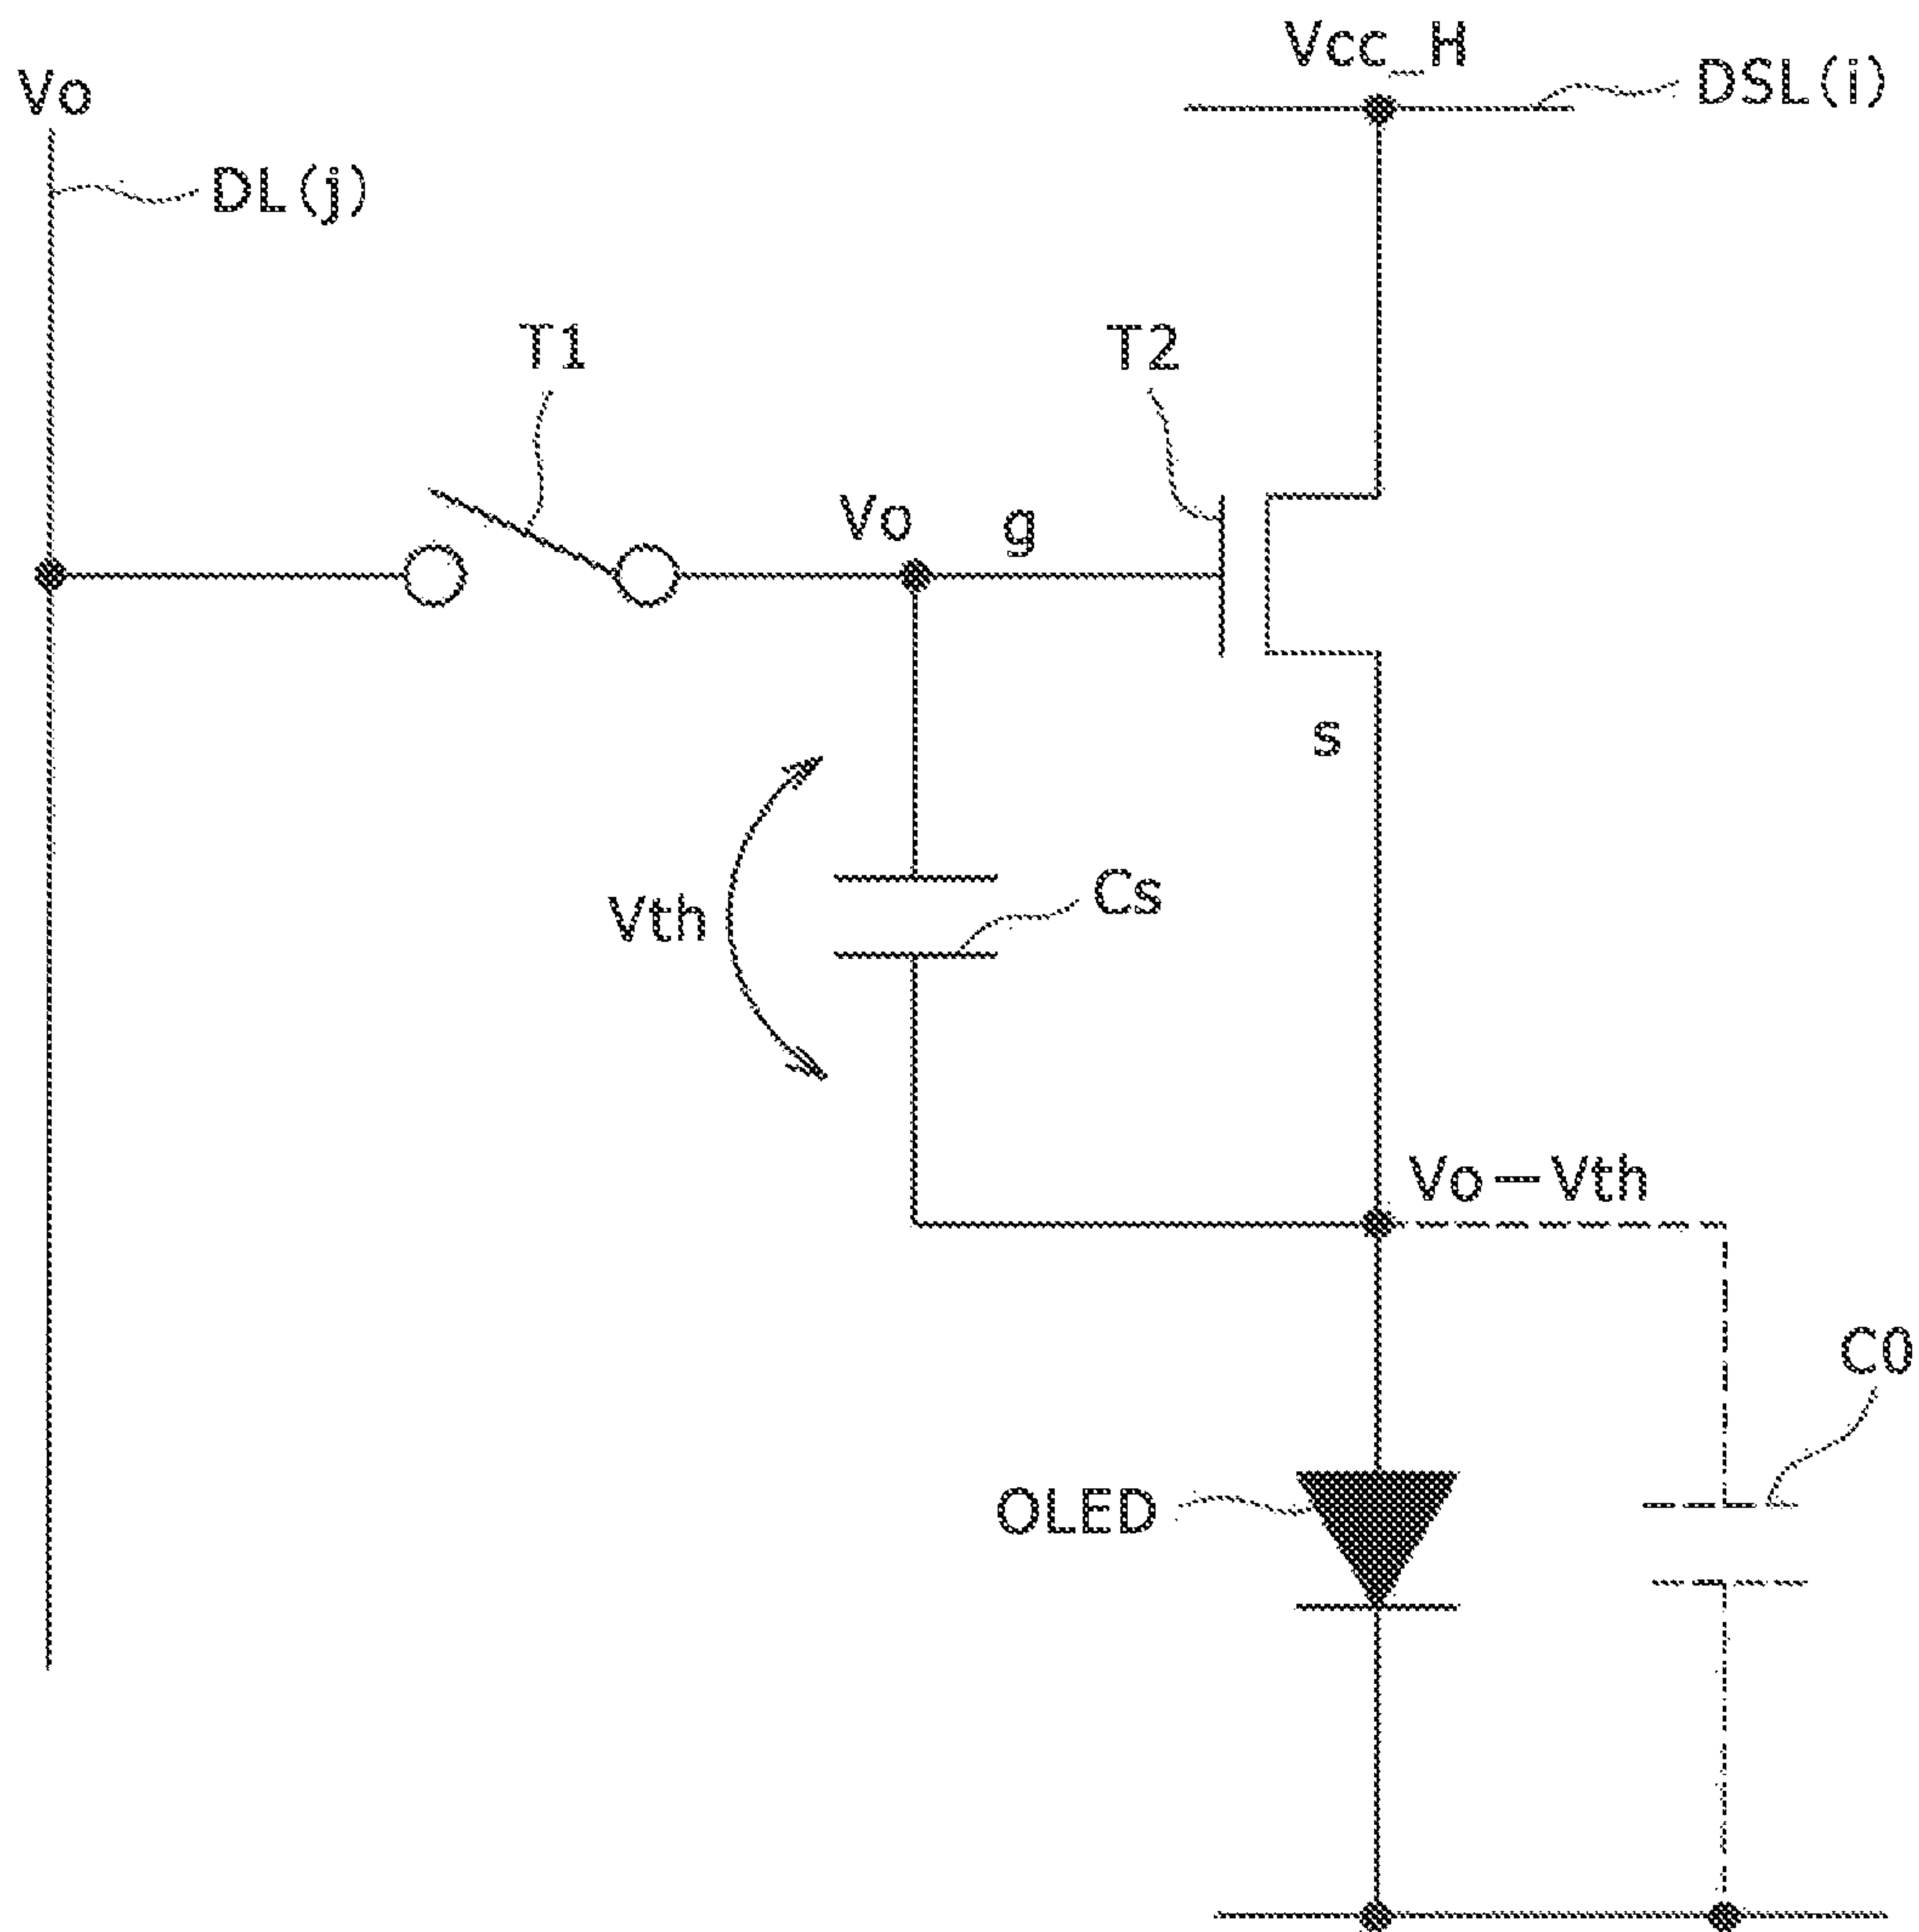 Vcc_H
DSL(i)
Vo
DL(j)
T1
T2
Vo
g
s
Vth
Cs
Vo−Vth
C0
OLED